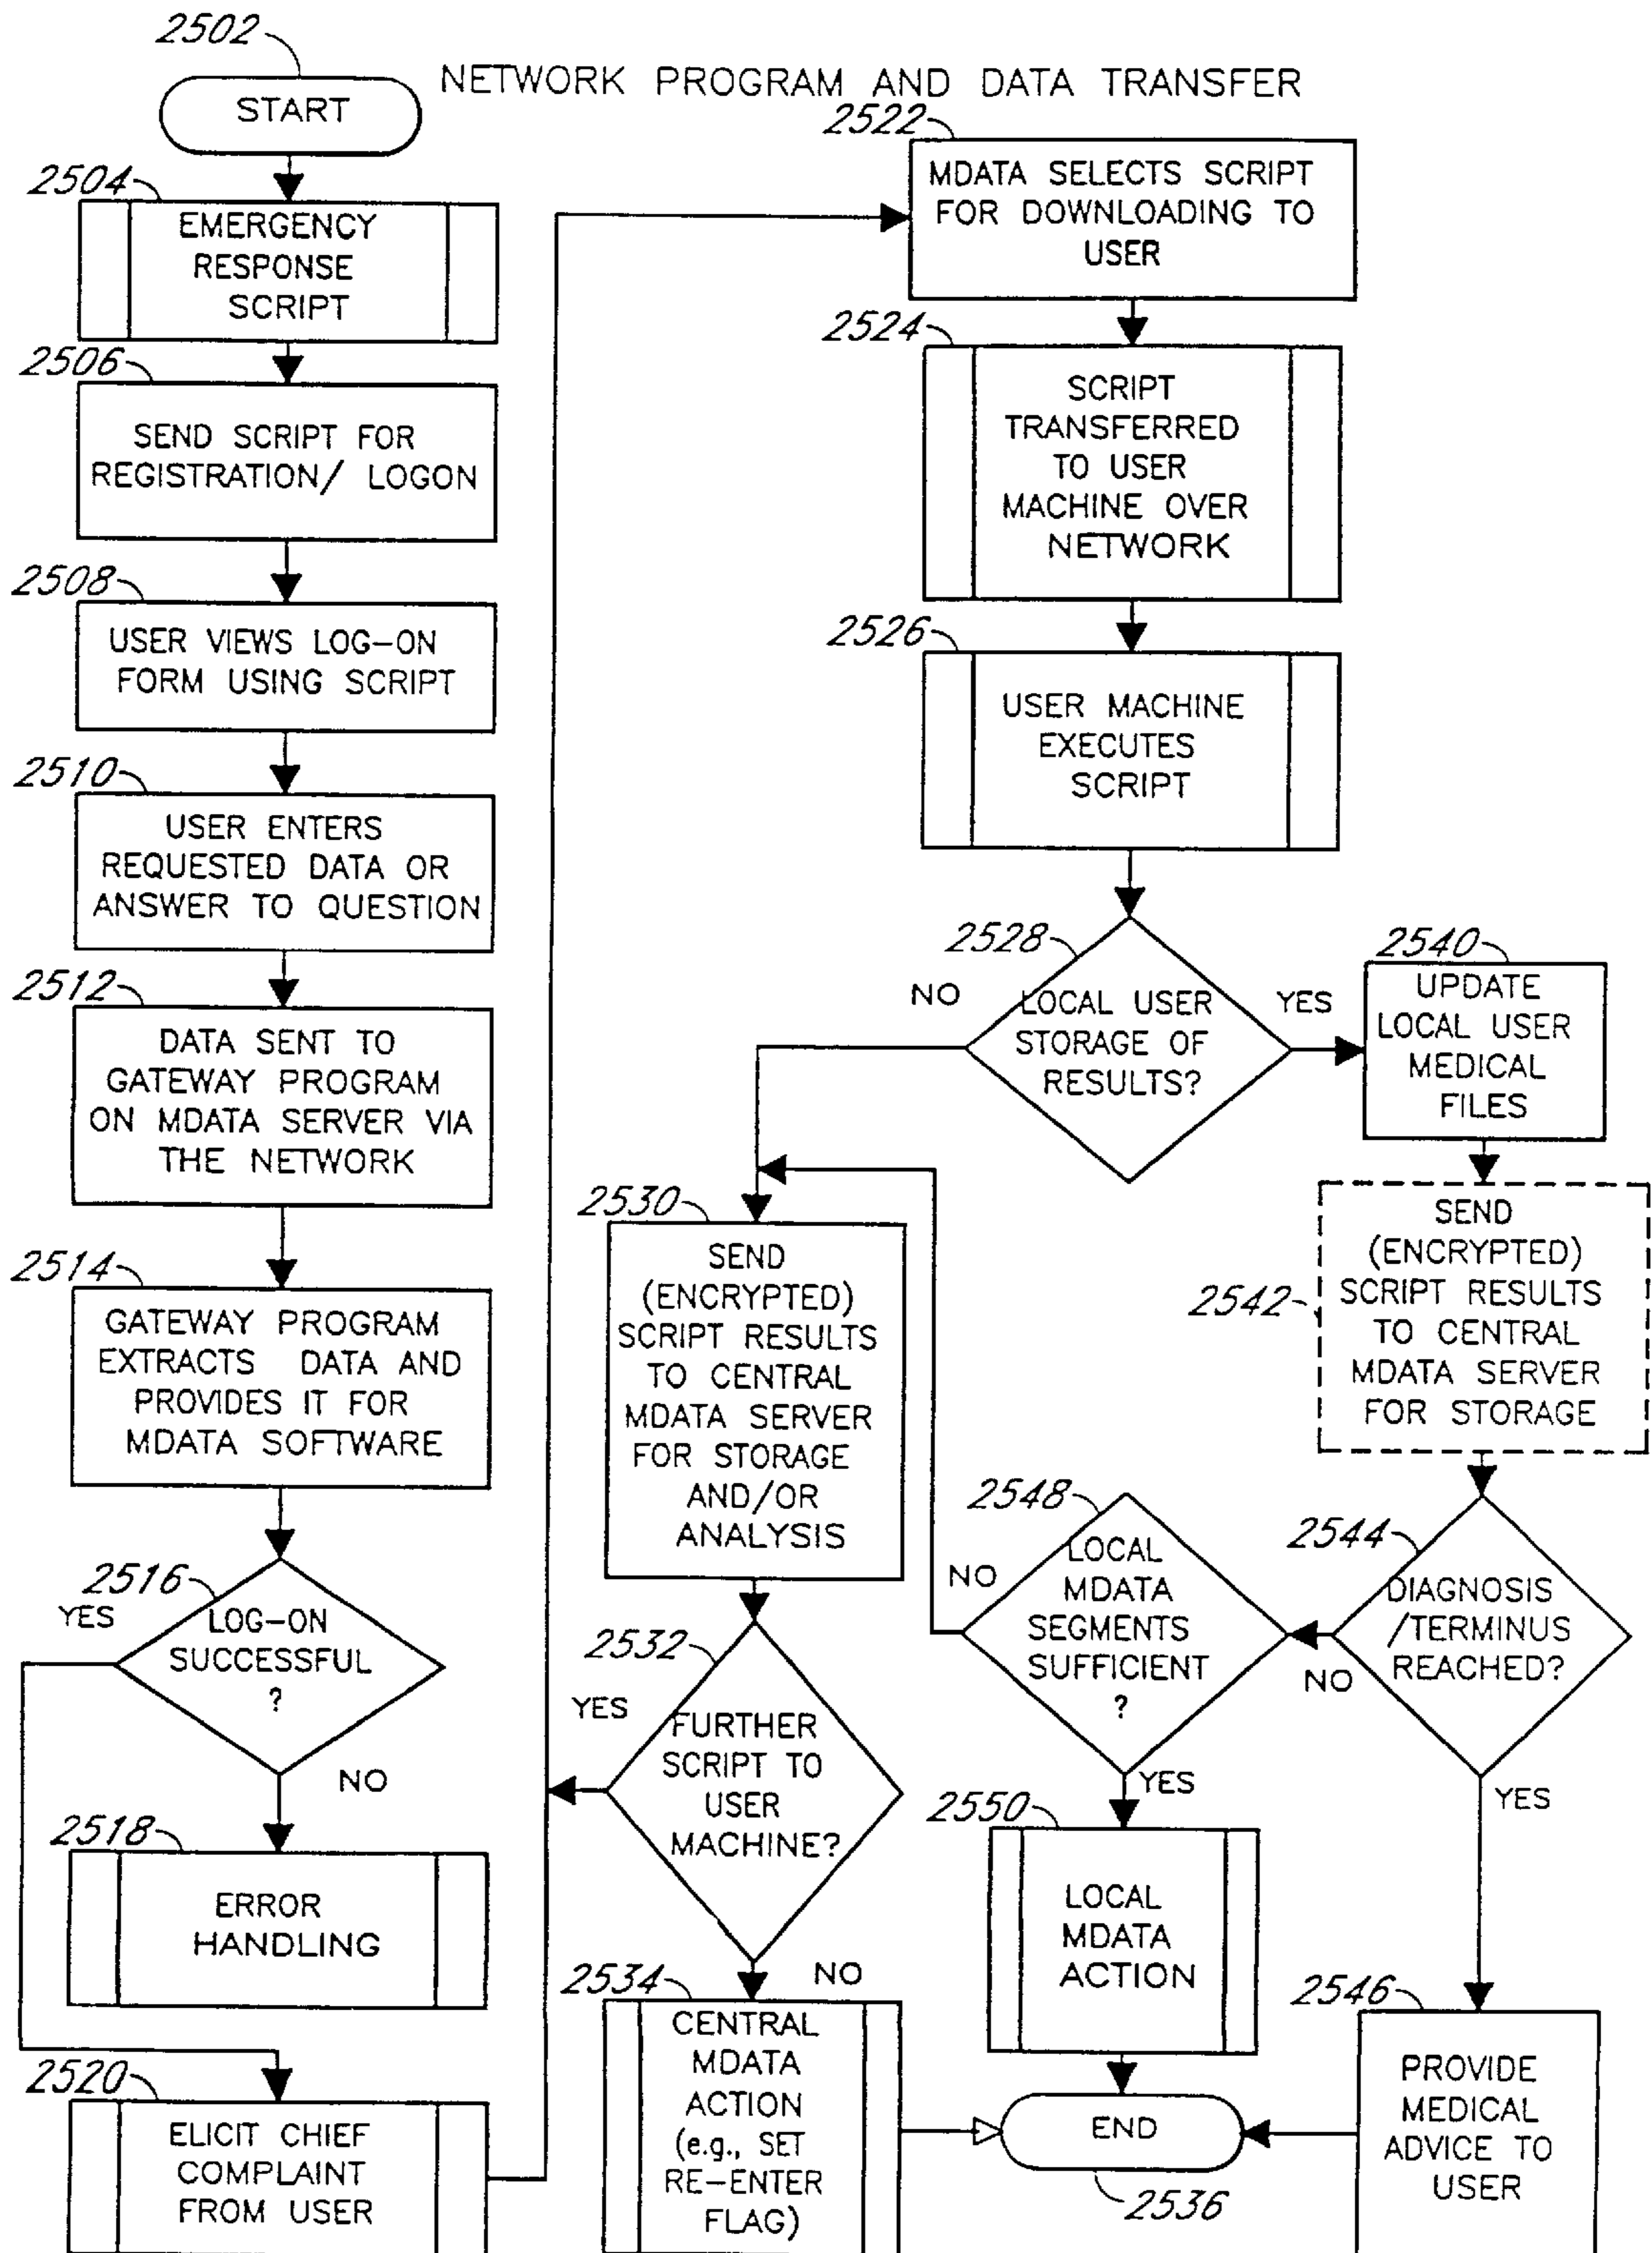 2502
NETWORK PROGRAM AND DATA TRANSFER
START
2504
EMERGENCY
RESPONSE
SCRIPT
2506
SEND SCRIPT FOR
REGISTRATION/ LOGON
2508
USER VIEWS LOG-ON
FORM USING SCRIPT
2510
USER ENTERS
REQUESTED DATA OR
ANSWER TO QUESTION
2512
DATA SENT TO
GATEWAY PROGRAM
ON MDATA SERVER VIA
THE NETWORK
2514
GATEWAY PROGRAM
EXTRACTS DATA AND
PROVIDES IT FOR
MDATA SOFTWARE
2516
YES
LOG-ON
SUCCESSFUL
?
NO
2518
ERROR
HANDLING
2520
ELICIT CHIEF
COMPLAINT
FROM USER
2522
MDATA SELECTS SCRIPT
FOR DOWNLOADING TO
USER
2524
SCRIPT
TRANSFERRED
TO USER
MACHINE OVER
NETWORK
2526
USER MACHINE
EXECUTES
SCRIPT
2528
NO
LOCAL USER
STORAGE OF
RESULTS?
YES
2530
SEND
(ENCRYPTED)
SCRIPT RESULTS
TO CENTRAL
MDATA SERVER
FOR STORAGE
AND/OR
ANALYSIS
2532
YES
FURTHER
SCRIPT TO
USER
MACHINE?
NO
2534
CENTRAL
MDATA
ACTION
(e.g., SET
RE-ENTER
FLAG)
2540
UPDATE
LOCAL USER
MEDICAL
FILES
2542
SEND
(ENCRYPTED)
SCRIPT RESULTS
TO CENTRAL
MDATA SERVER
FOR STORAGE
2544
DIAGNOSIS
/TERMINUS
REACHED?
NO
YES
2548
NO
LOCAL
MDATA
SEGMENTS
SUFFICIENT
?
YES
2550
LOCAL
MDATA
ACTION
2546
PROVIDE
MEDICAL
ADVICE TO
USER
END
2536